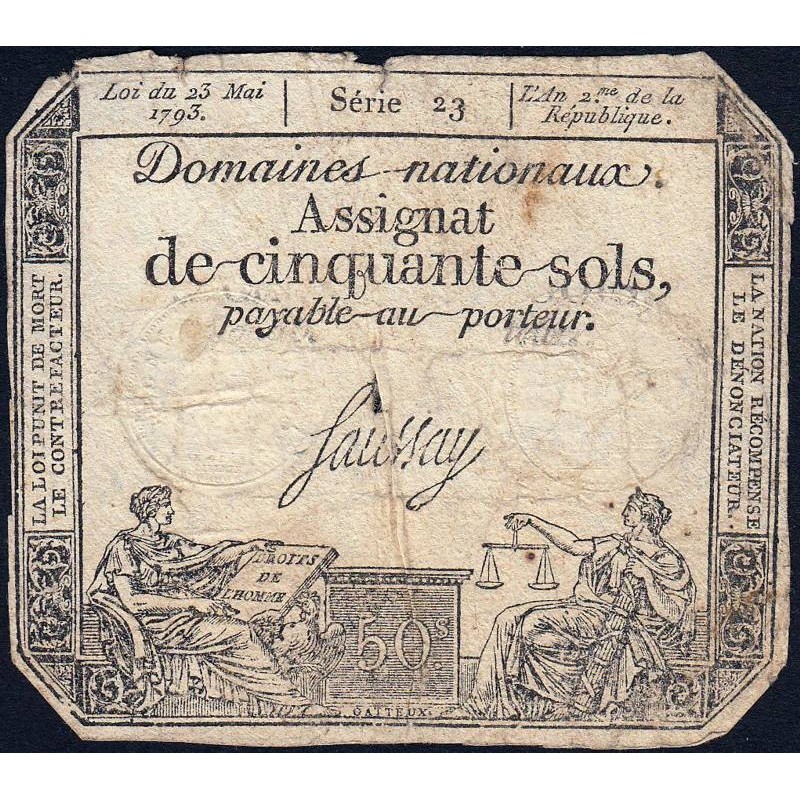 Loi du 23 Mai
1793.
Série 23
L'An 2.me de la
République.
Domaines nationaux.
Assignat
de cinquante sols,
payable au porteur.
LA LOI PUNIT DE MORT
LE CONTREFACTEUR.
LA NATION RÉCOMPENSE
LE DÉNONCIATEUR.
Saussay
DROITS
DE
L'HOMME
50.s
GATTEUX.